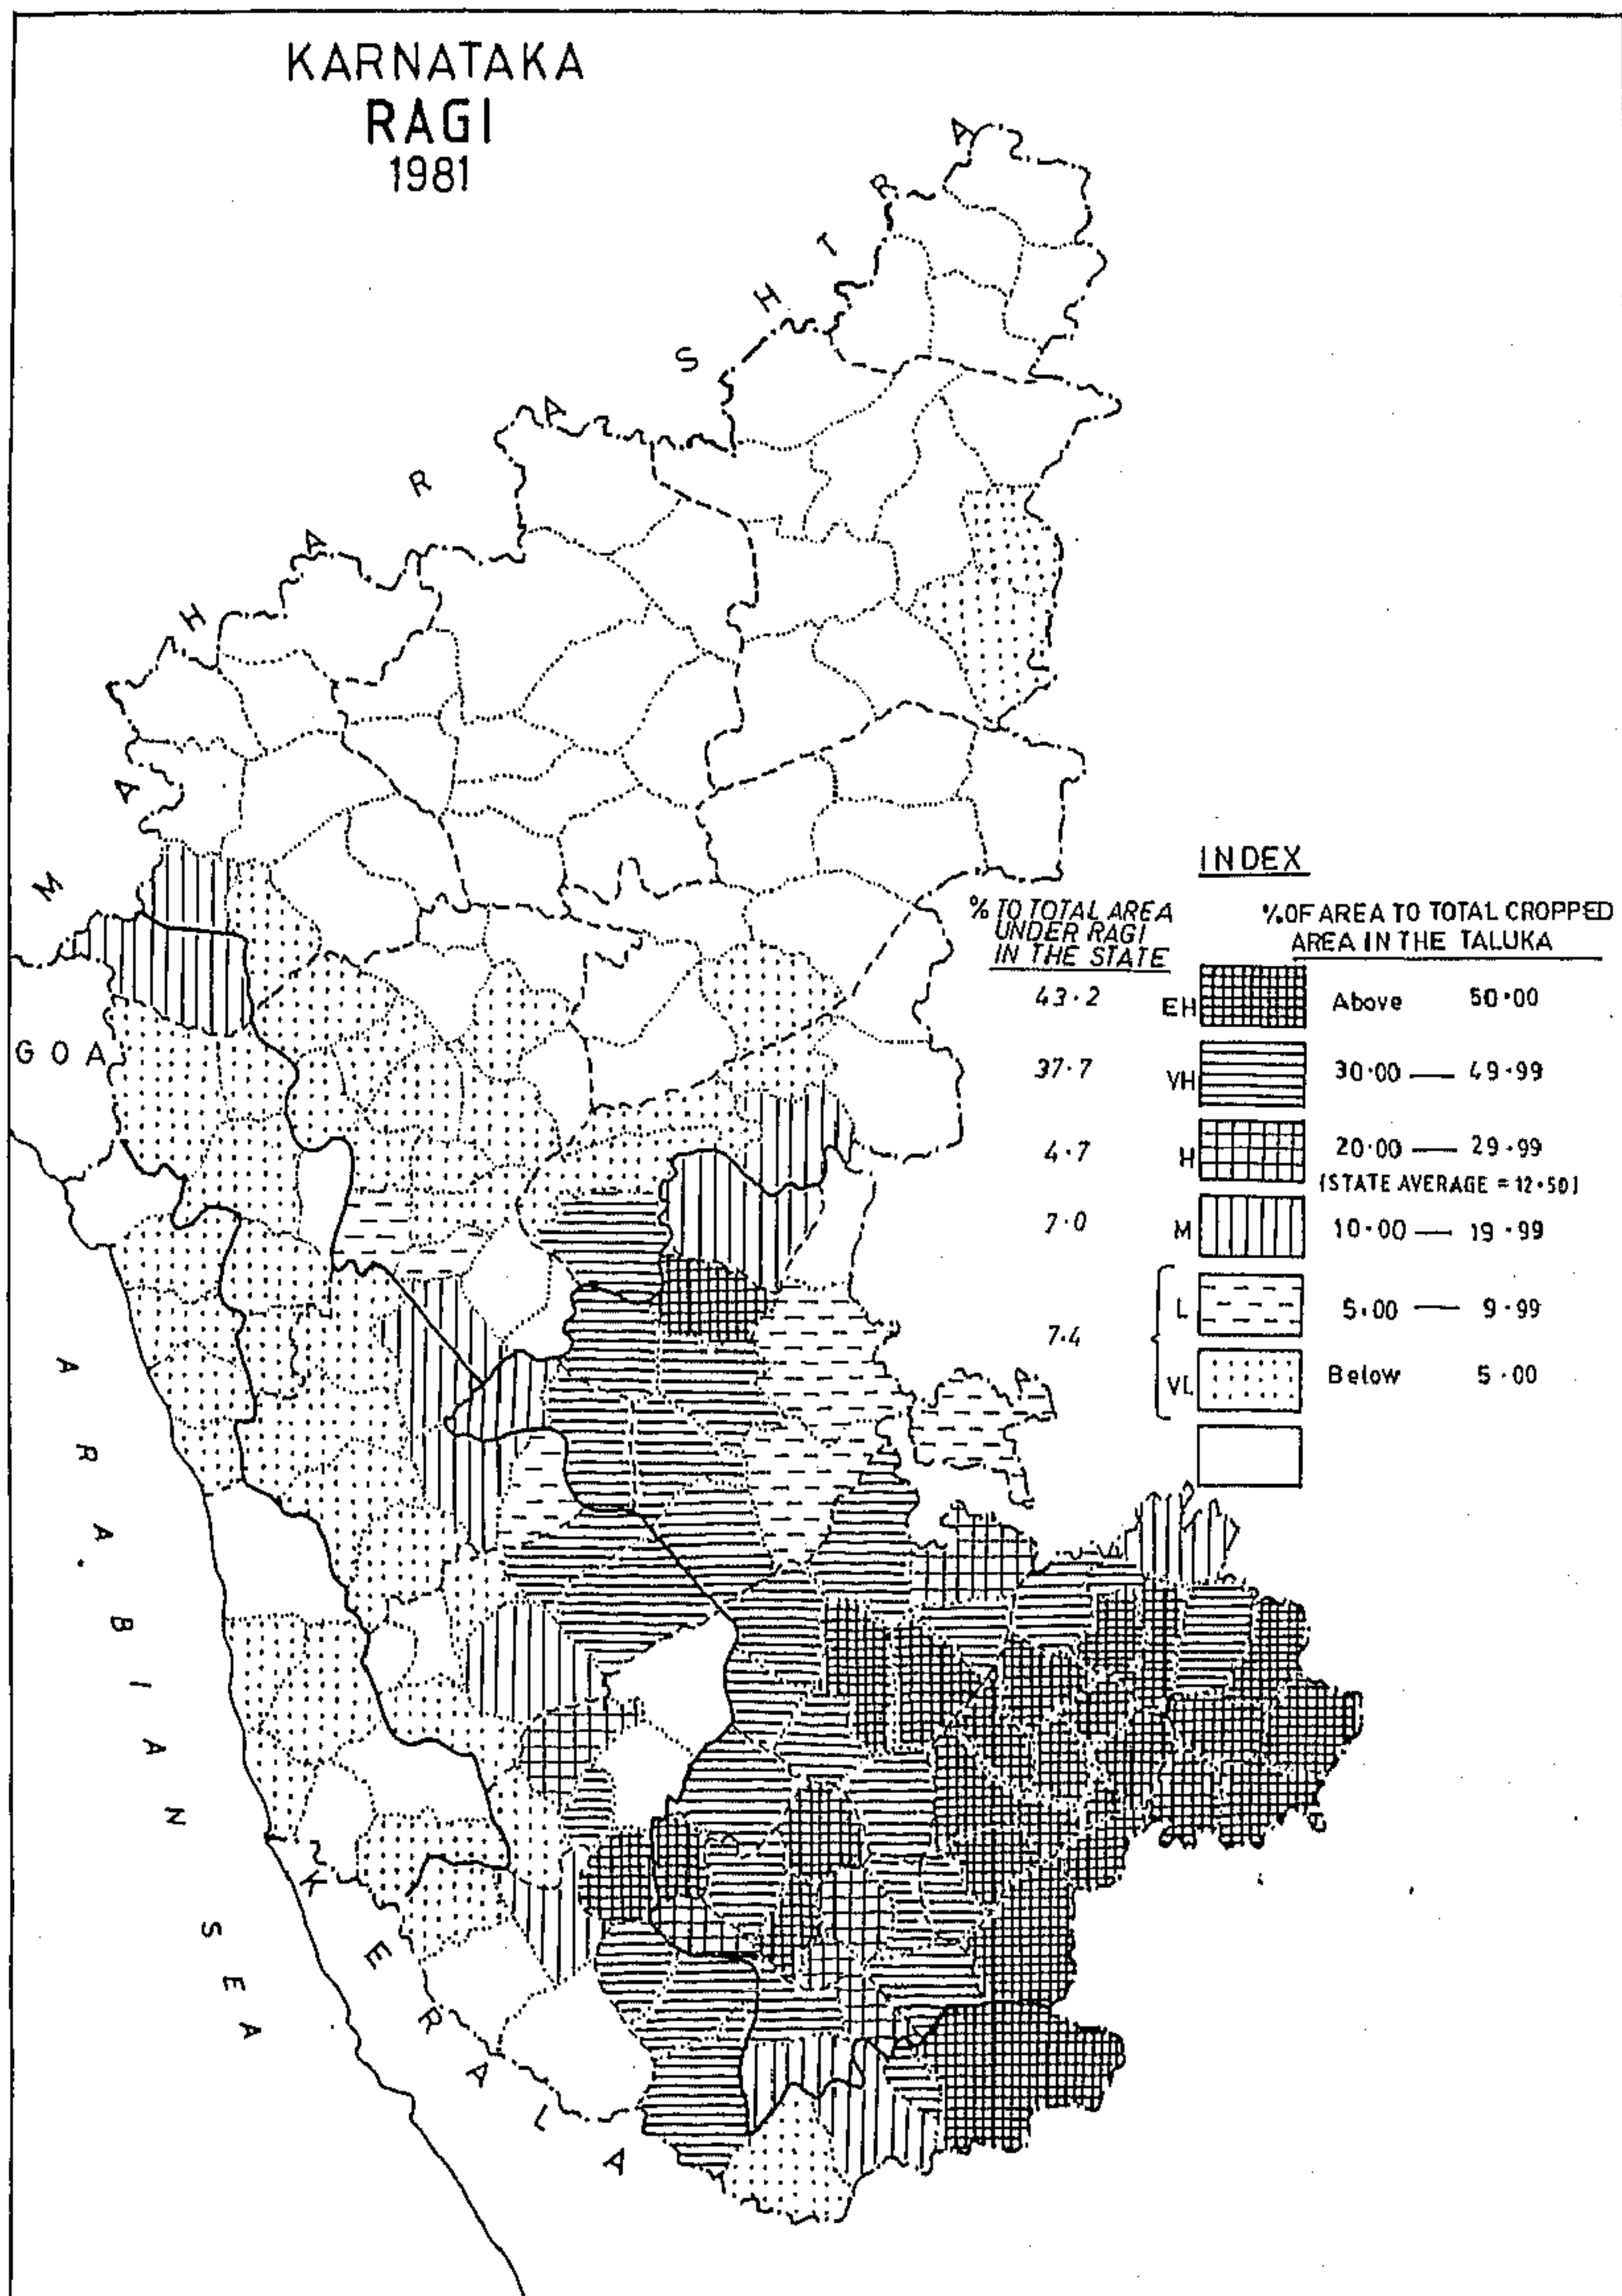 KARNATAKA
RAGI
1981
M A H A R A S H T R A
GOA
ARABIAN SEA
KERALA
INDEX
% TO TOTAL AREA
UNDER RAGI
IN THE STATE
% OF AREA TO TOTAL CROPPED
AREA IN THE TALUKA
43.2 EH Above 50.00
37.7 VH 30.00 — 49.99
4.7 H 20.00 — 29.99
(STATE AVERAGE = 12.50)
7.0 M 10.00 — 19.99
7.4
L 5.00 — 9.99
VL Below 5.00